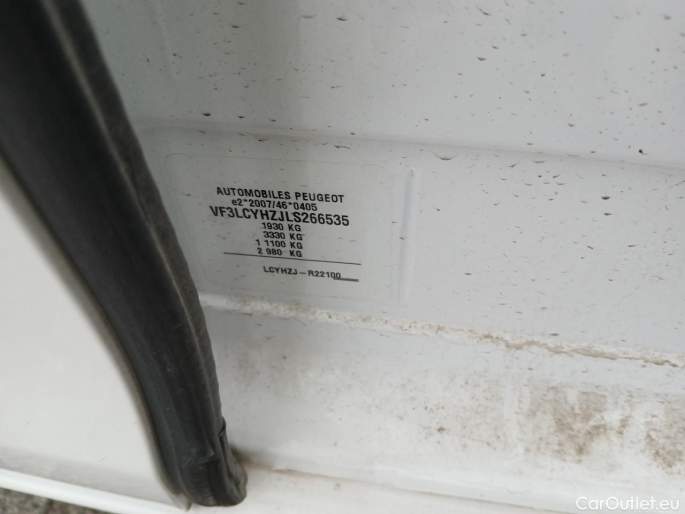 AUTOMOBILES PEUGEOT
e2*2007/46*0405
VF3LCYHZJLS266535
1930 KG
3330 KG
1 1100 KG
2 980 KG
LCYHZJ-R22100
CarOutlet.eu